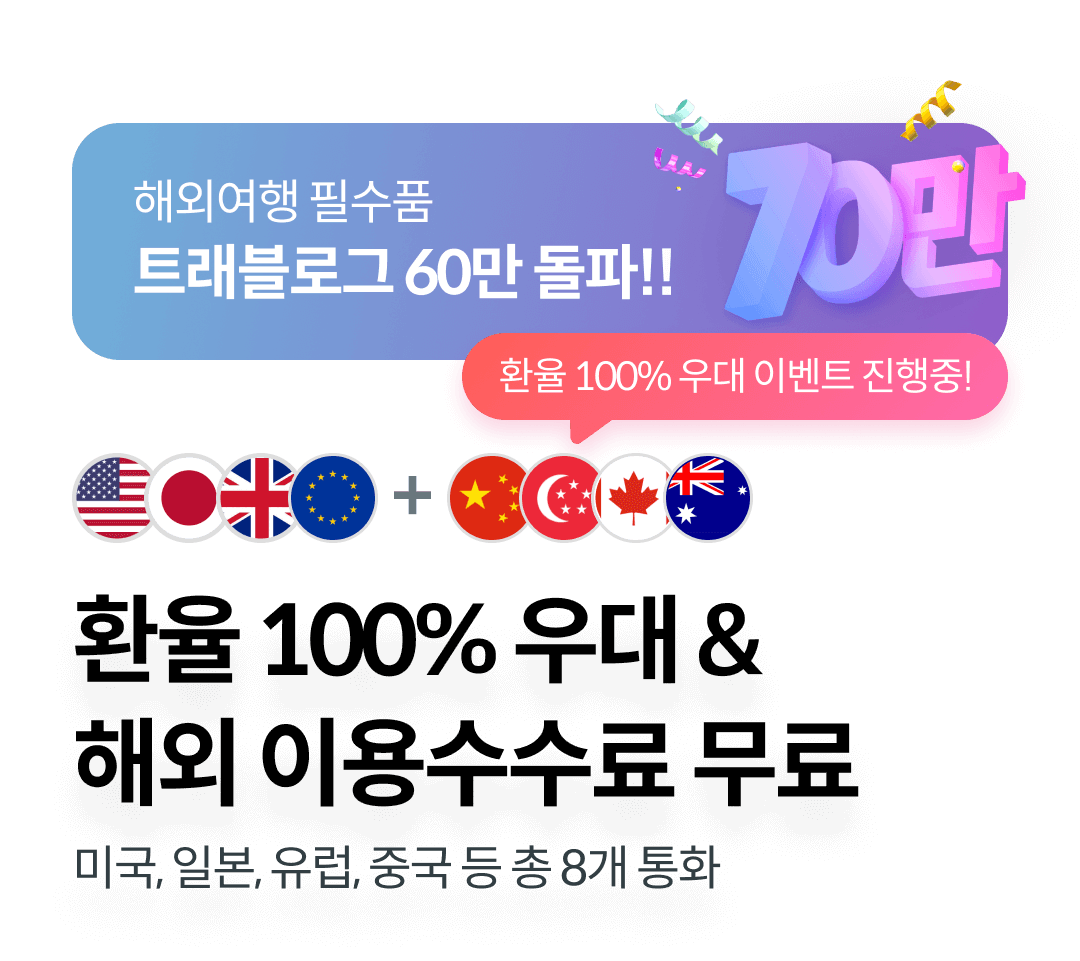 해외여행 필수품
트래블로그 60만 돌파!!
70만
환율 100% 우대 이벤트 진행중!
+
환율 100% 우대 &
해외 이용수수료 무료
미국, 일본, 유럽, 중국 등 총 8개 통화